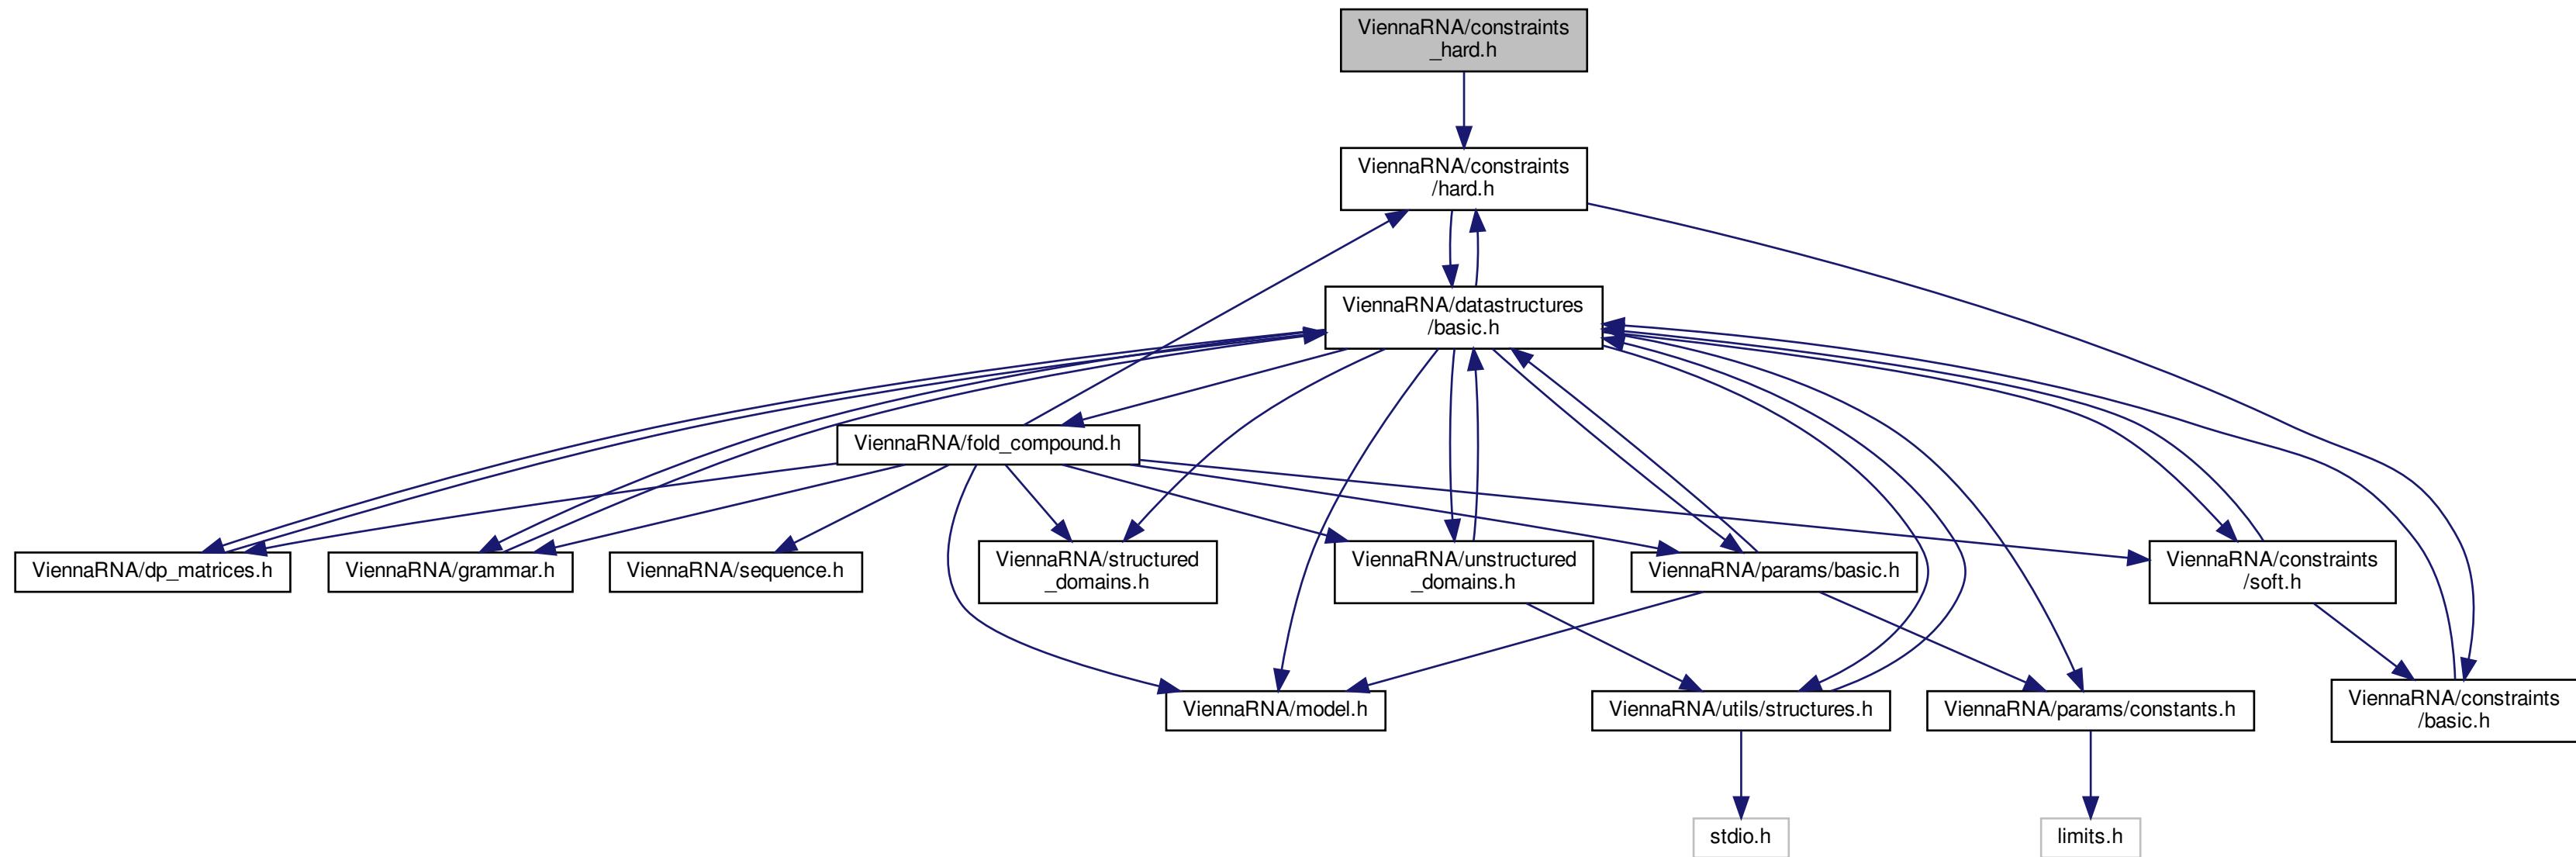 ViennaRNA/constraints
_hard.h
ViennaRNA/constraints
/hard.h
ViennaRNA/datastructures
/basic.h
ViennaRNA/fold_compound.h
ViennaRNA/dp_matrices.h
ViennaRNA/grammar.h
ViennaRNA/sequence.h
ViennaRNA/structured
_domains.h
ViennaRNA/unstructured
_domains.h
ViennaRNA/params/basic.h
ViennaRNA/constraints
/soft.h
ViennaRNA/model.h
ViennaRNA/utils/structures.h
ViennaRNA/params/constants.h
ViennaRNA/constraints
/basic.h
stdio.h
limits.h